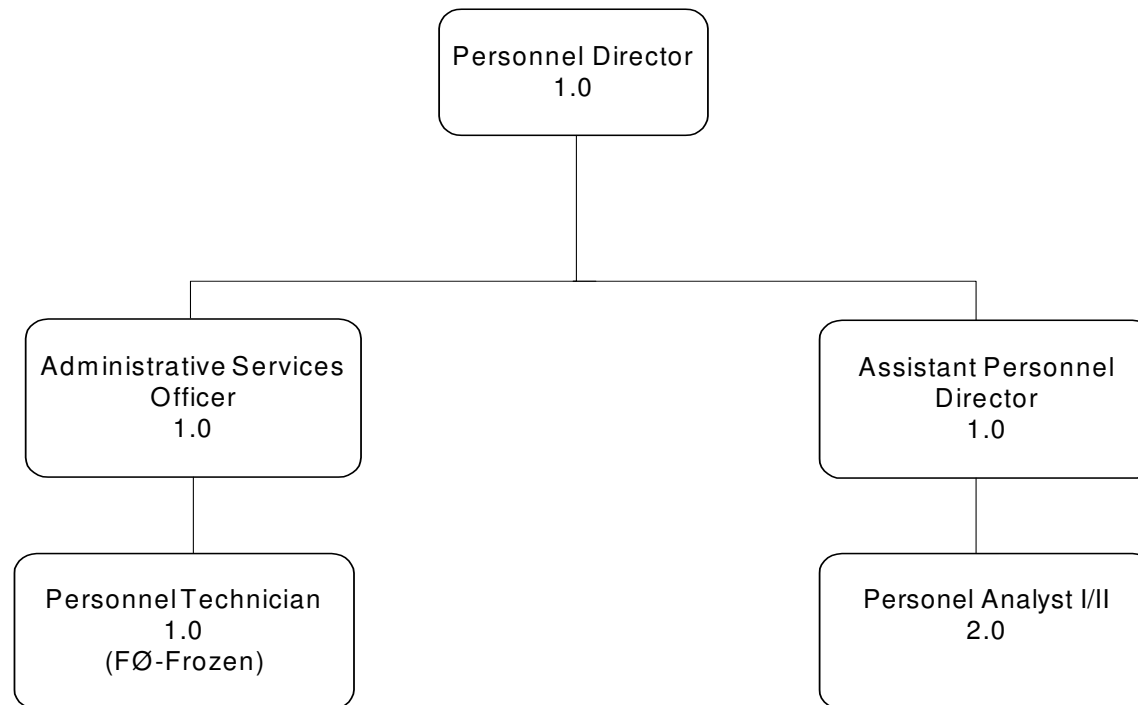 Personnel Director
1.0
Administrative Services
Officer
1.0
Assistant Personnel
Director
1.0
Personnel Technician
1.0
(FØ-Frozen)
Personel Analyst I/II
2.0